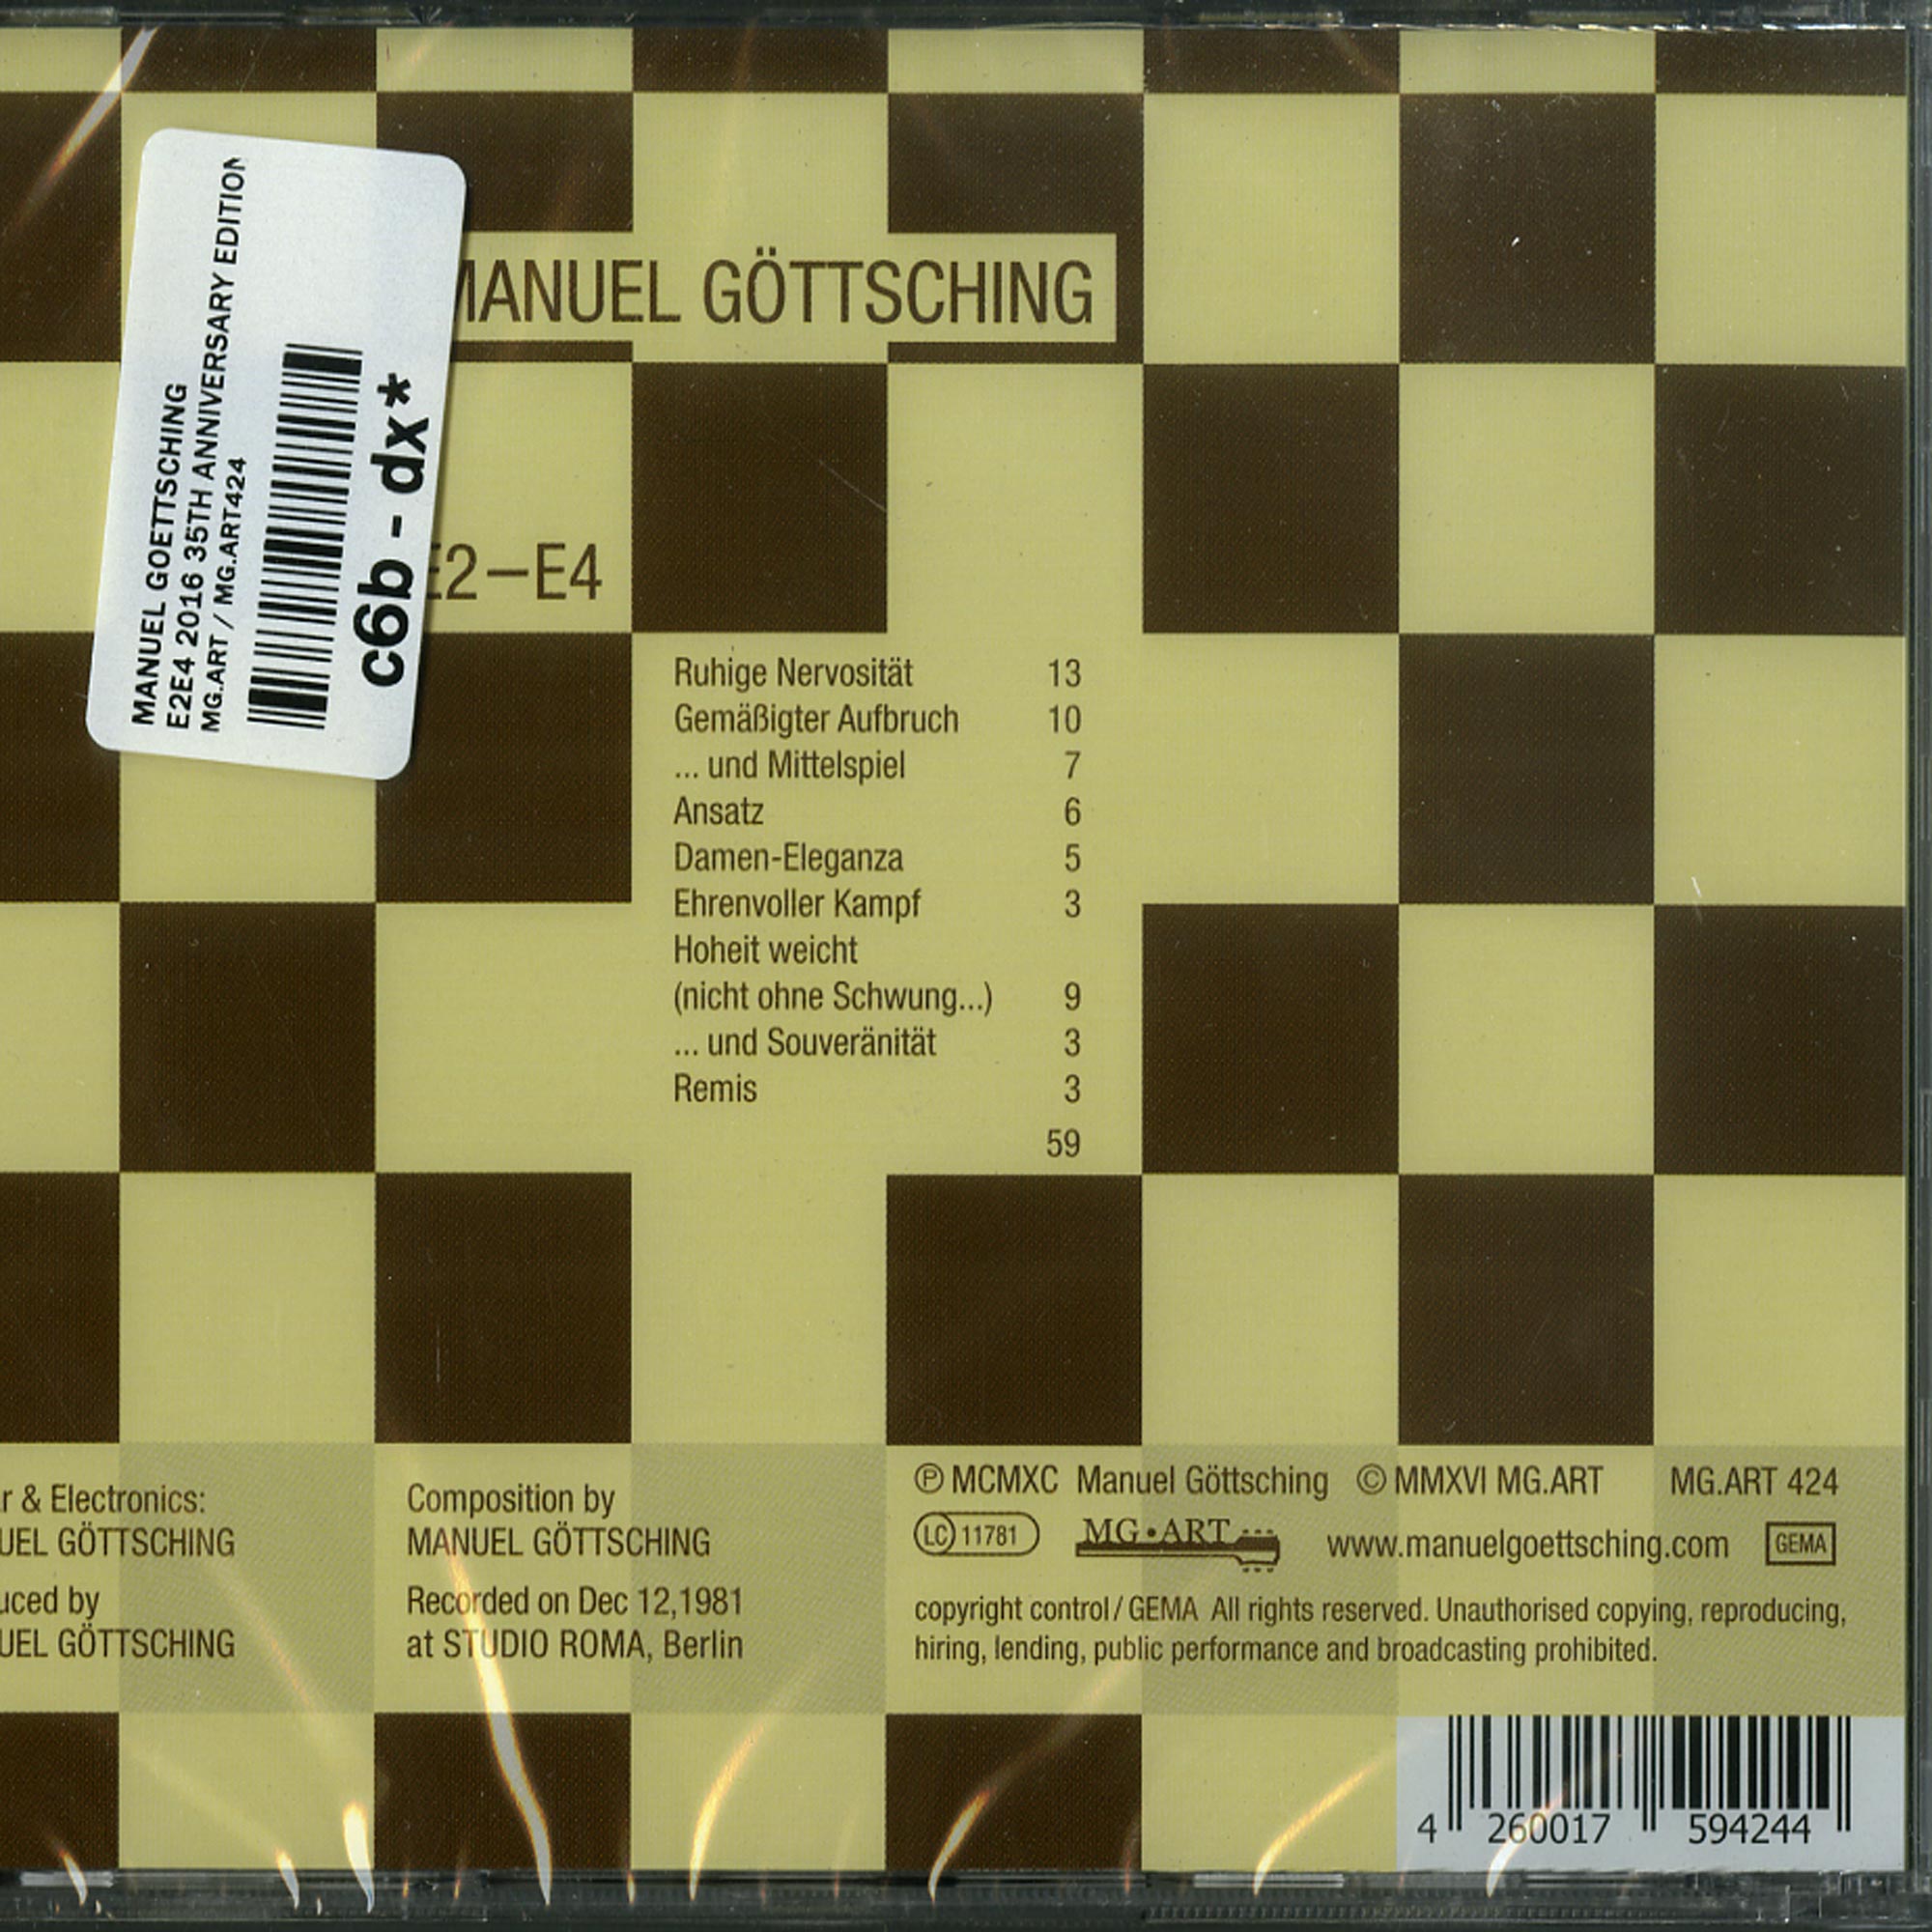 MANUEL GOETTSCHING
E2E4 2016 35TH ANNIVERSARY EDITION
MG.ART / MG.ART424
c6b - dx*
MANUEL GÖTTSCHING
E2–E4
Ruhige Nervosität 13
Gemäßigter Aufbruch 10
... und Mittelspiel 7
Ansatz 6
Damen-Eleganza 5
Ehrenvoller Kampf 3
Hoheit weicht
(nicht ohne Schwung...) 9
... und Souveränität 3
Remis 3
59
& Electronics:
GÖTTSCHING
by
GÖTTSCHING
Composition by
MANUEL GÖTTSCHING
Recorded on Dec 12,1981
at STUDIO ROMA, Berlin
Ⓟ MCMXC Manuel Göttsching © MMXVI MG.ART MG.ART 424
LC 11781 MG•ART www.manuelgoettsching.com GEMA
copyright control / GEMA All rights reserved. Unauthorised copying, reproducing,
hiring, lending, public performance and broadcasting prohibited.
4 260017 594244